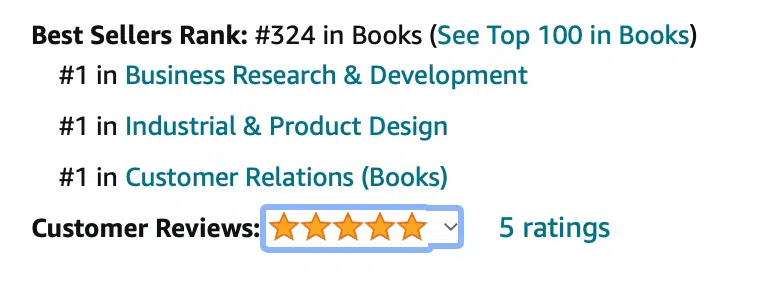 Best Sellers Rank: #324 in Books (See Top 100 in Books)
#1 in Business Research & Development
#1 in Industrial & Product Design
#1 in Customer Relations (Books)
Customer Reviews: 5 ratings